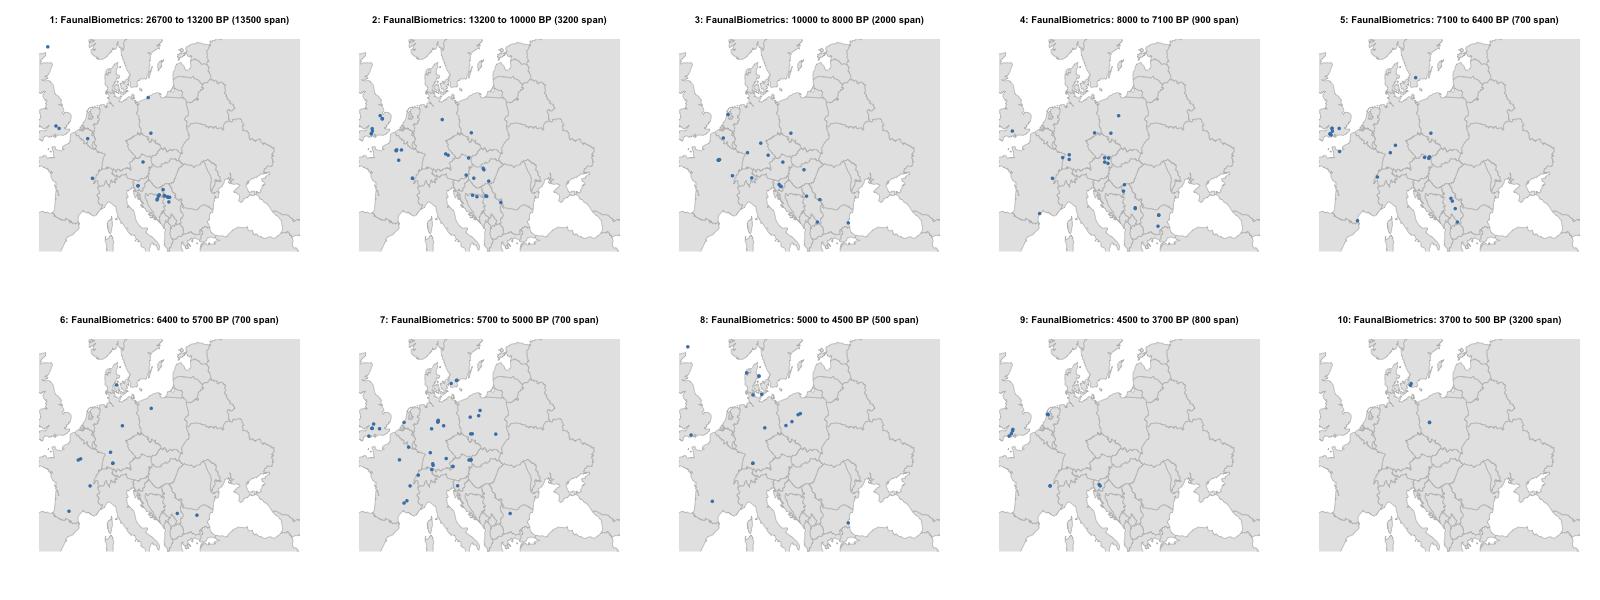 1: FaunalBiometrics: 26700 to 13200 BP (13500 span)
2: FaunalBiometrics: 13200 to 10000 BP (3200 span)
3: FaunalBiometrics: 10000 to 8000 BP (2000 span)
4: FaunalBiometrics: 8000 to 7100 BP (900 span)
5: FaunalBiometrics: 7100 to 6400 BP (700 span)
6: FaunalBiometrics: 6400 to 5700 BP (700 span)
7: FaunalBiometrics: 5700 to 5000 BP (700 span)
8: FaunalBiometrics: 5000 to 4500 BP (500 span)
9: FaunalBiometrics: 4500 to 3700 BP (800 span)
10: FaunalBiometrics: 3700 to 500 BP (3200 span)